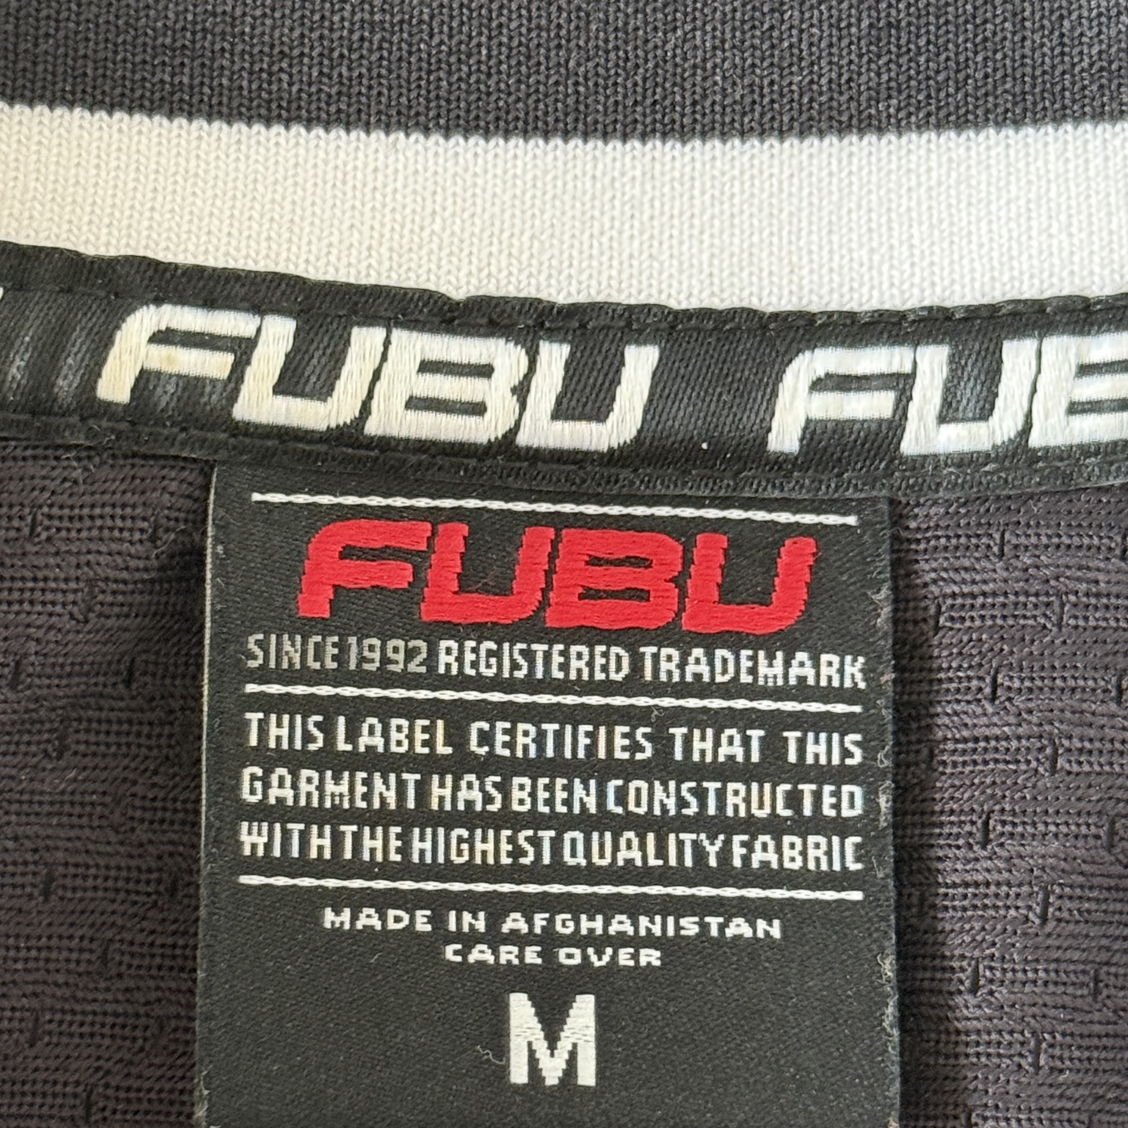 FUBU FUB
FUBU
SINCE 1992 REGISTERED TRADEMARK
THIS LABEL CERTIFIES THAT THIS
GARMENT HAS BEEN CONSTRUCTED
WITH THE HIGHEST QUALITY FABRIC
MADE IN AFGHANISTAN
CARE OVER
M